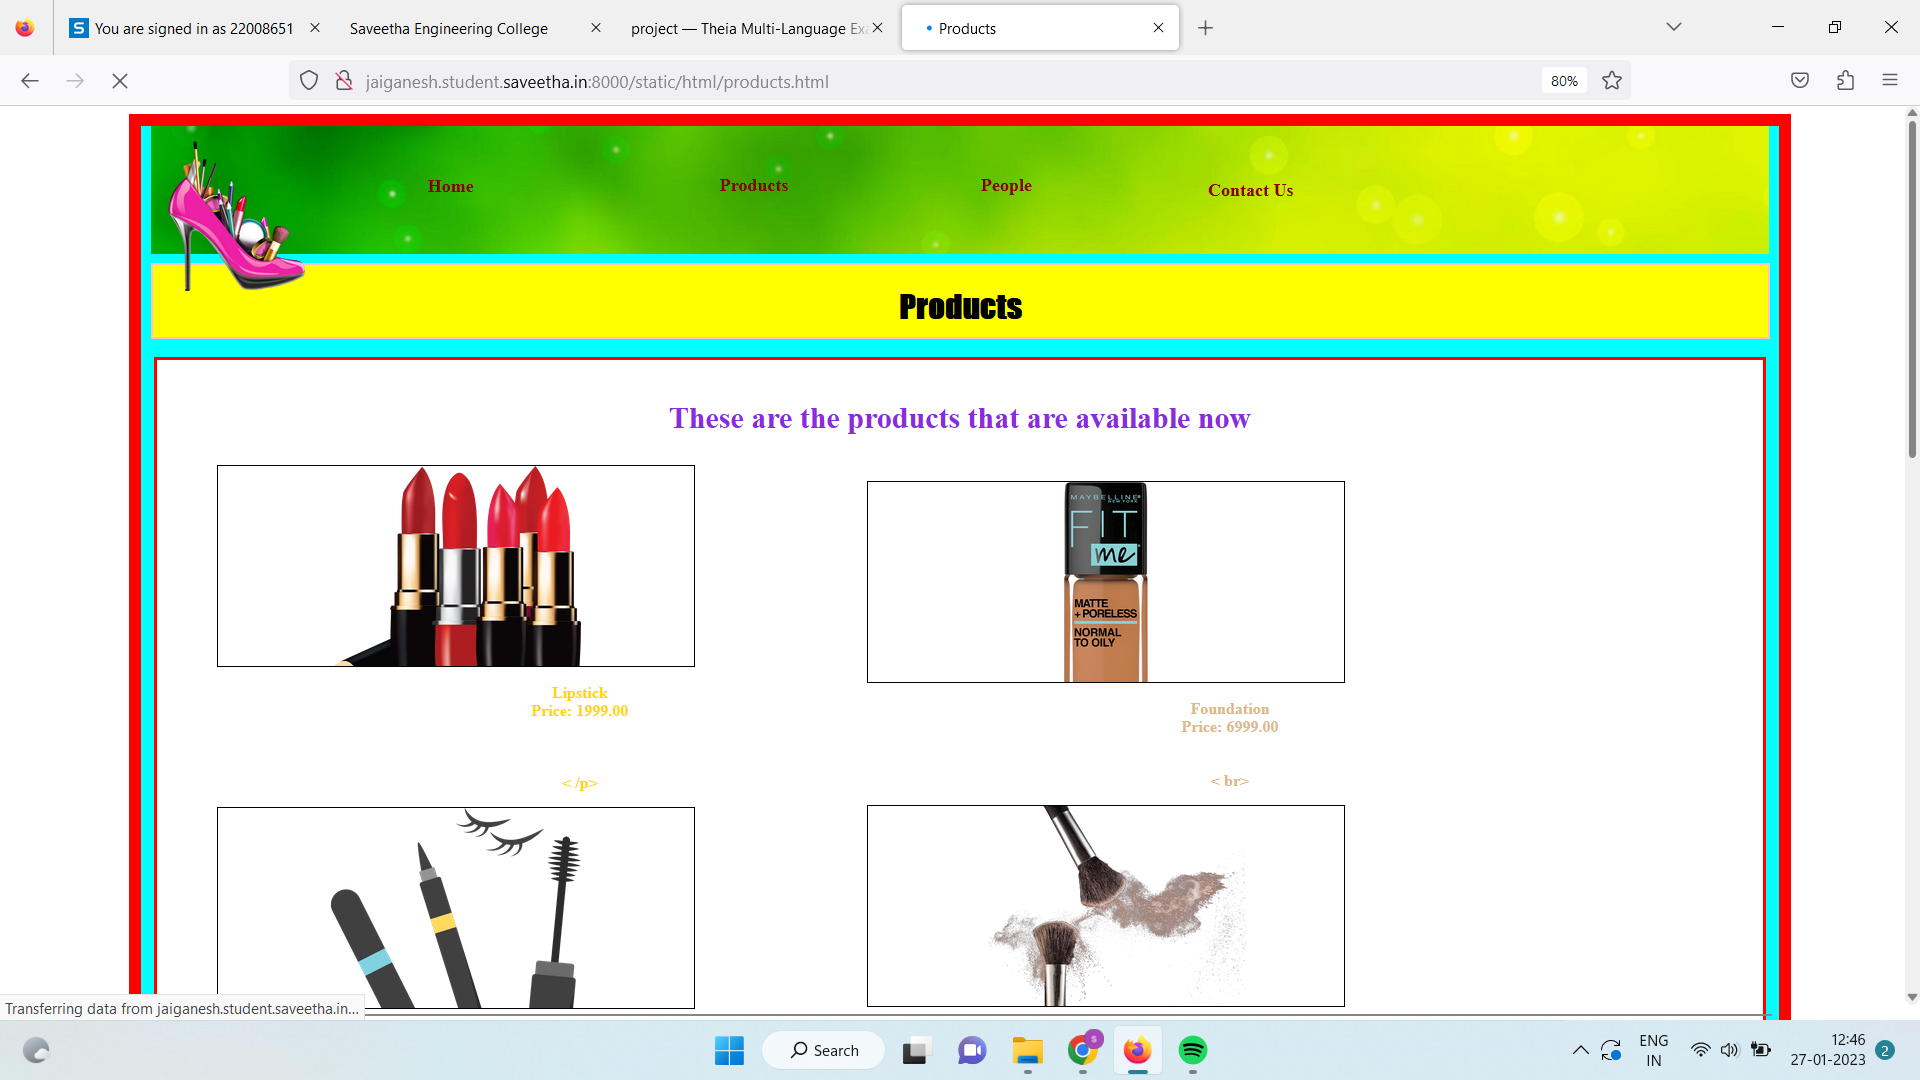 You are signed in as 22008651
Saveetha Engineering College
project — Theia Multi-Language Exa
Products
jaiganesh.student.saveetha.in:8000/static/html/products.html
80%
Home
Products
People
Contact Us
Products
These are the products that are available now
MAYBELLINE
NEW YORK
FIT
me
MATTE
+ PORELESS
NORMAL
TO OILY
Lipstick
Price: 1999.00
Foundation
Price: 6999.00
< /p>
< br>
Transferring data from jaiganesh.student.saveetha.in...
Search
S
ENG
IN
12:46
27-01-2023
2